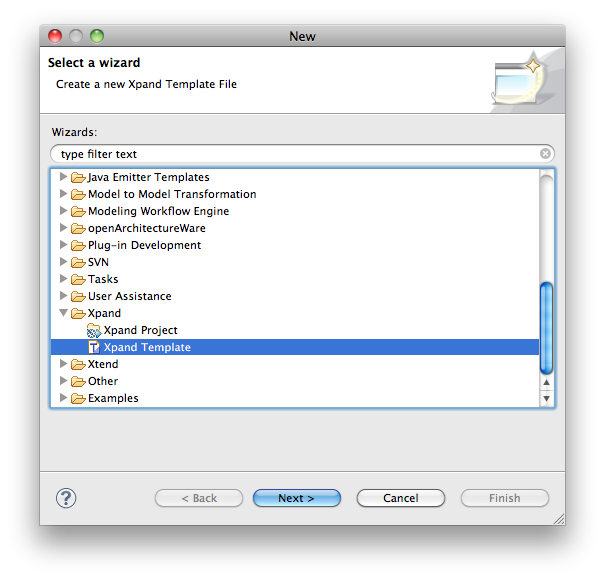 New
Select a wizard
Create a new Xpand Template File
Wizards:
type filter text
Java Emitter Templates
Model to Model Transformation
Modeling Workflow Engine
openArchitectureWare
Plug-in Development
SVN
Tasks
User Assistance
Xpand
Xpand Project
Xpand Template
Xtend
Other
Examples
? < Back Next > Cancel Finish